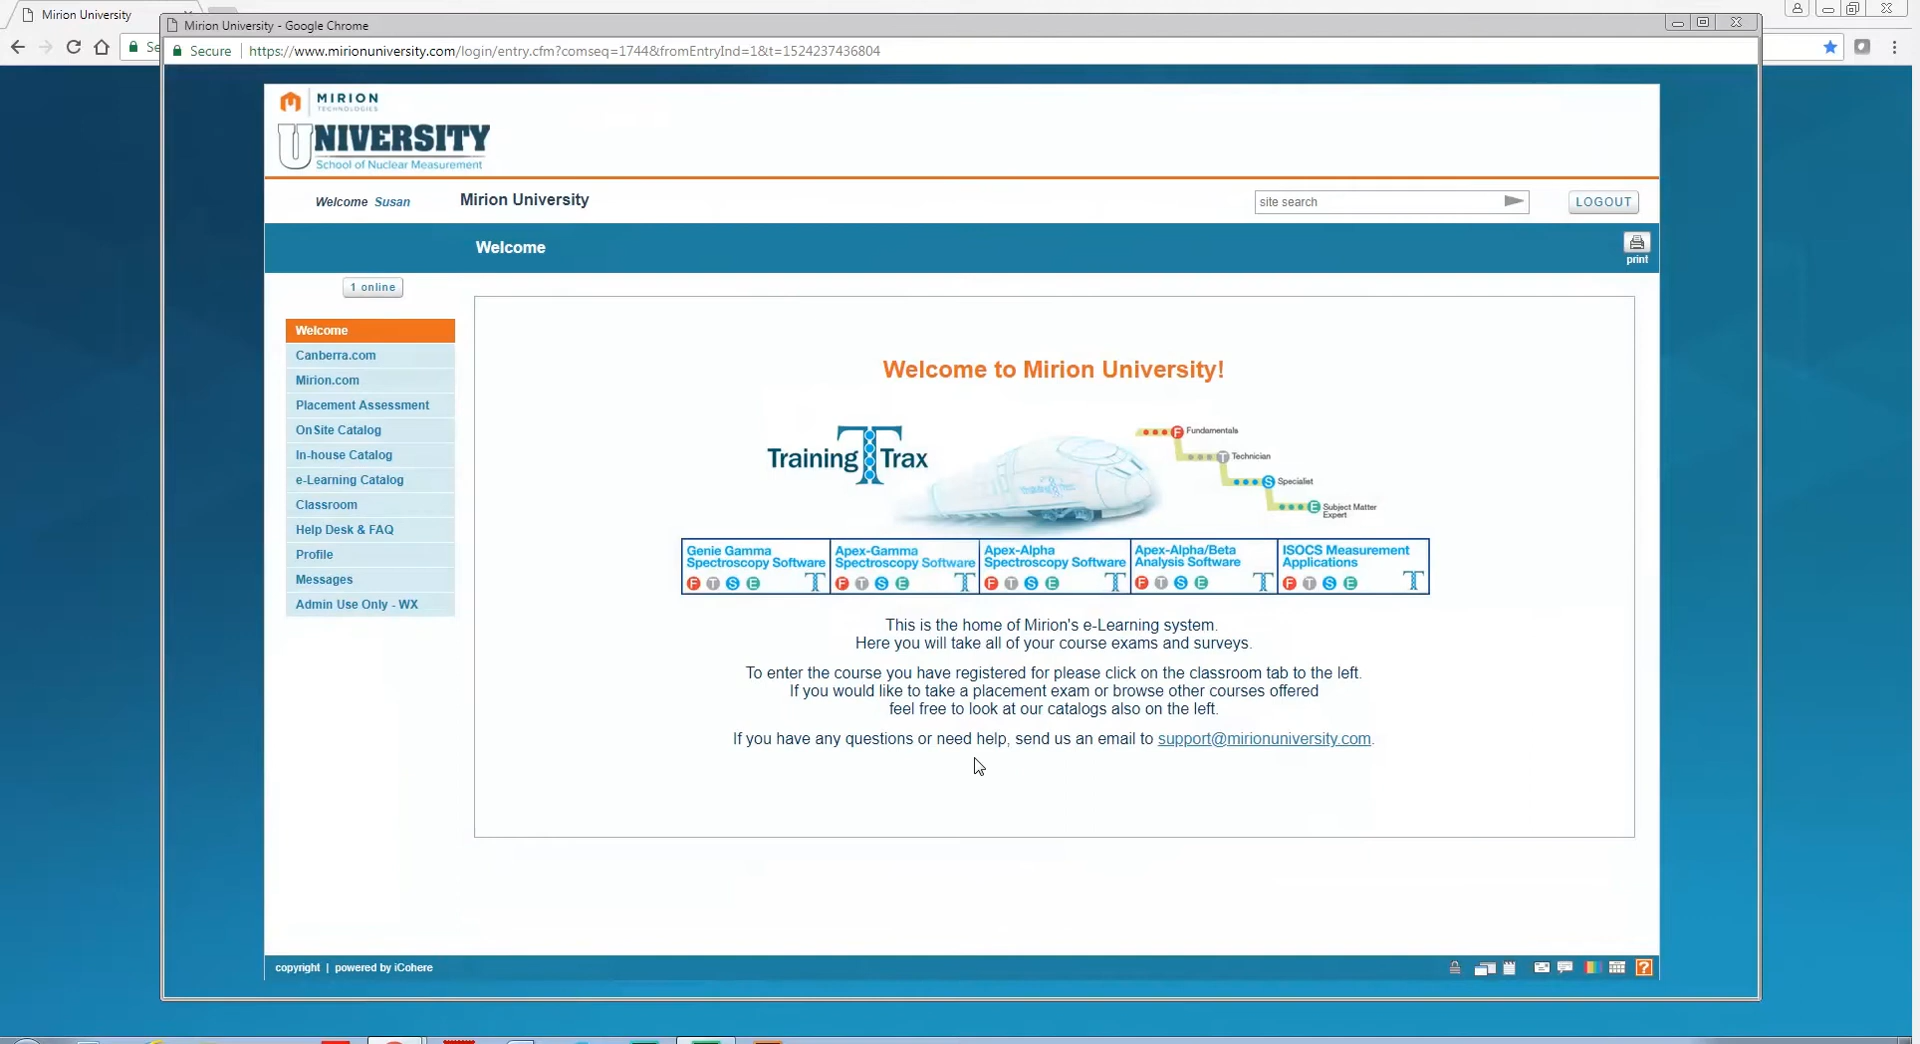 Mirion University
Mirion University - Google Chrome
Se
Secure | https://www.mirionuniversity.com/login/entry.cfm?comseq=1744&fromEntryInd=1&t=1524237436804
MIRION
TECHNOLOGIES
UNIVERSITY
School of Nuclear Measurement
Welcome Susan
Mirion University
site search
LOGOUT
Welcome
print
1 online
Welcome
Canberra.com
Mirion.com
Placement Assessment
OnSite Catalog
In-house Catalog
e-Learning Catalog
Classroom
Help Desk & FAQ
Profile
Messages
Admin Use Only - WX
Welcome to Mirion University!
Training T Trax
F Fundamentals
T Technician
S Specialist
E Subject Matter
Expert
Genie Gamma
Spectroscopy Software
F T S E T
Apex-Gamma
Spectroscopy Software
F T S E T
Apex-Alpha
Spectroscopy Software
F T S E T
Apex-Alpha/Beta
Analysis Software
F T S E T
ISOCS Measurement
Applications
F T S E T
This is the home of Mirion's e-Learning system.
Here you will take all of your course exams and surveys.
To enter the course you have registered for please click on the classroom tab to the left.
If you would like to take a placement exam or browse other courses offered
feel free to look at our catalogs also on the left.
If you have any questions or need help, send us an email to support@mirionuniversity.com.
copyright | powered by iCohere
?